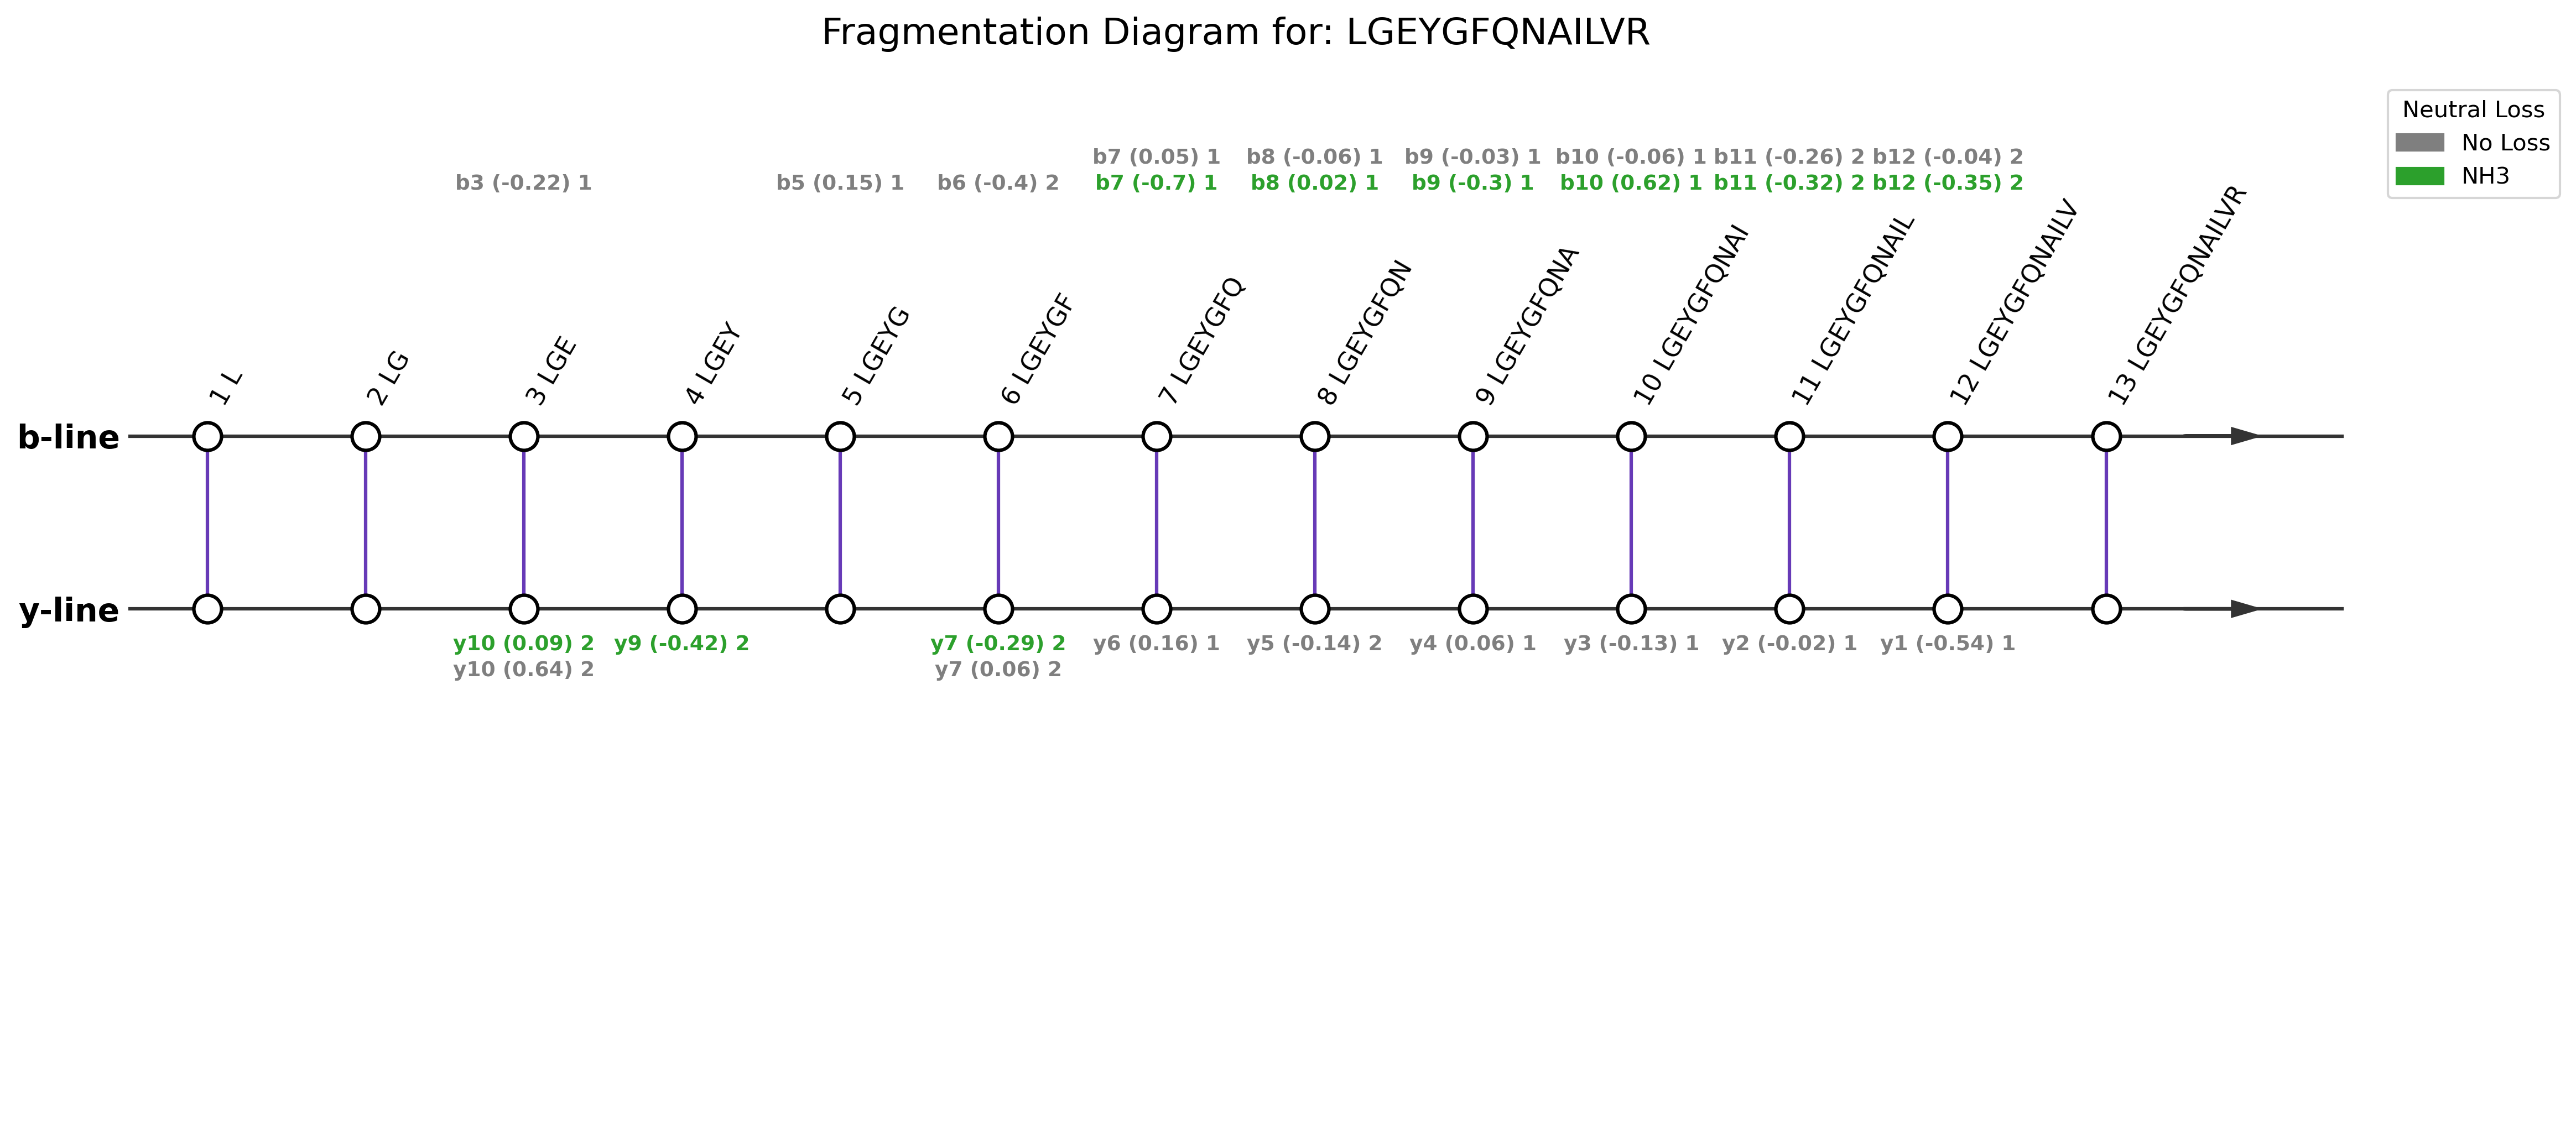 Fragmentation Diagram for: LGEYGFQNAILVR
Neutral Loss
No Loss
NH3
b7 (0.05) 1 b8 (-0.06) 1 b9 (-0.03) 1 b10 (-0.06) 1 b11 (-0.26) 2 b12 (-0.04) 2
b3 (-0.22) 1 b5 (0.15) 1 b6 (-0.4) 2 b7 (-0.7) 1 b8 (0.02) 1 b9 (-0.3) 1 b10 (0.62) 1 b11 (-0.32) 2 b12 (-0.35) 2
1 L
2 LG
3 LGE
4 LGEY
5 LGEYG
6 LGEYGF
7 LGEYGFQ
8 LGEYGFQN
9 LGEYGFQNA
10 LGEYGFQNAI
11 LGEYGFQNAIL
12 LGEYGFQNAILV
13 LGEYGFQNAILVR
b-line
y-line
y10 (0.09) 2 y9 (-0.42) 2 y7 (-0.29) 2 y6 (0.16) 1 y5 (-0.14) 2 y4 (0.06) 1 y3 (-0.13) 1 y2 (-0.02) 1 y1 (-0.54) 1
y10 (0.64) 2 y7 (0.06) 2